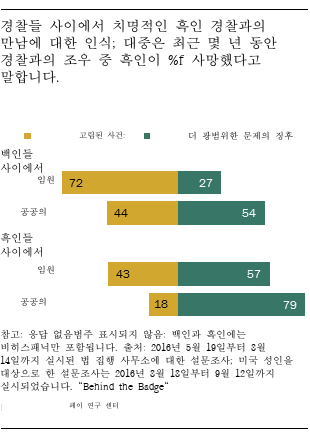 경찰들 사이에서 치명적인 흑인 경찰과의
만남에 대한 인식; 대중은 최근 몇 년 동안
경찰과의 조우 중 흑인이 %f 사망했다고
말합니다.
고립된 사건: 더 광범위한 문제의 징후
백인들
사이에서
임원 72 27
공공의 44 54
흑인들
사이에서
임원 43 57
공공의 18 79
참고: 응답 없음범주 표시되지 않음: 백인과 흑인에는
비히스패닉만 포함됩니다. 출처: 2016년 5월 19일부터 8월
14일까지 실시된 법 집행 사무소에 대한 설문조사; 미국 성인을
대상으로 한 설문조사는 2016년 8월 18일부터 9월 12일까지
실시되었습니다. “Behind the Badge“
페이 연구 센터